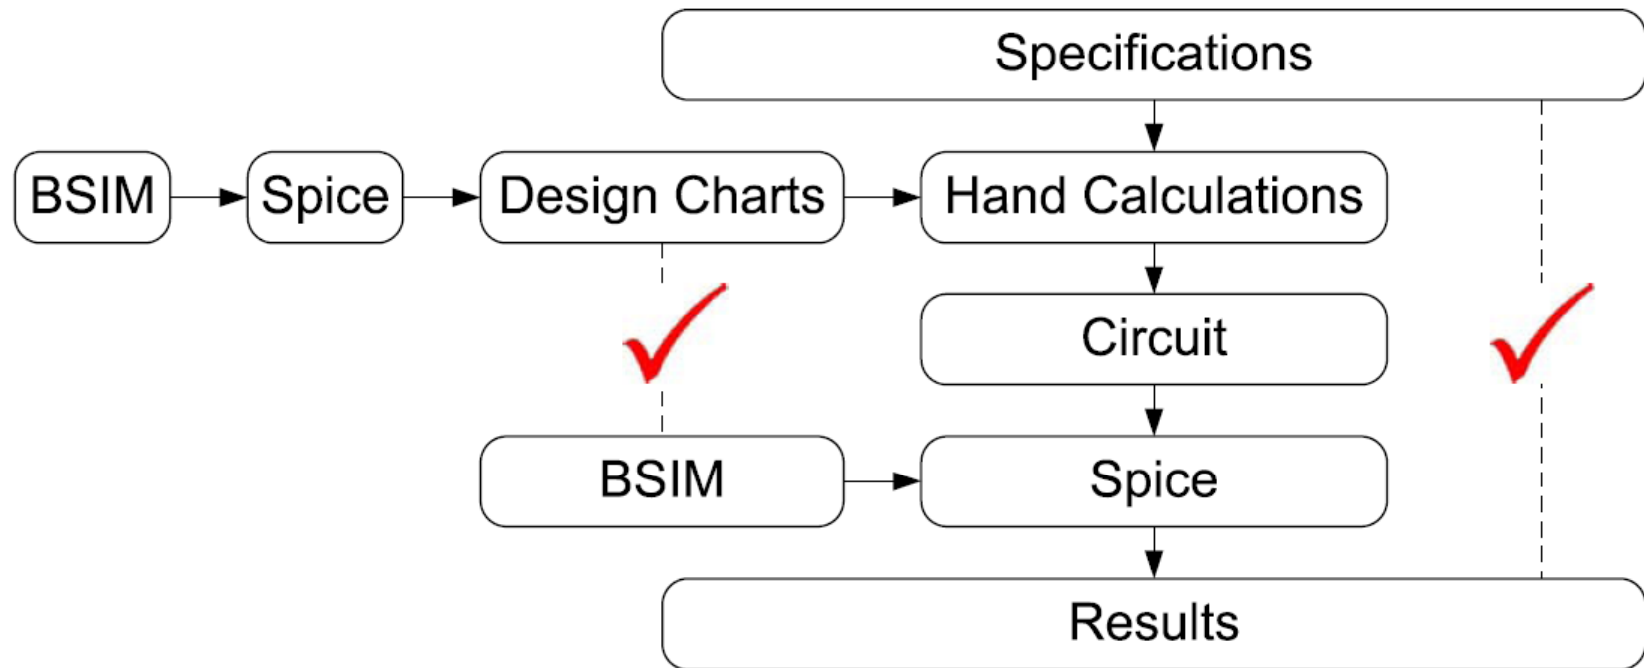 Specifications
BSIM
Spice
Design Charts
Hand Calculations
Circuit
BSIM
Spice
Results